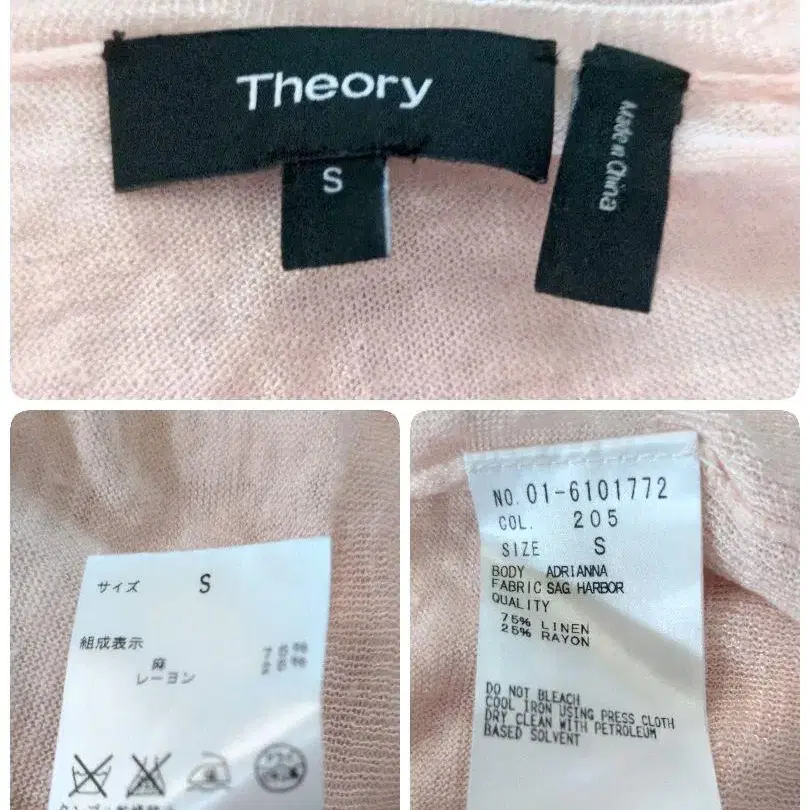 Theory
S
Made in China
サイズ S
組成表示
麻
レーヨン
NO. 01-6101772
COL. 205
SIZE S
BODY ADRIANNA
FABRIC SAG HARBOR
QUALITY
75% LINEN
25% RAYON
DO NOT BLEACH
COOL IRON USING PRESS CLOTH
DRY CLEAN WITH PETROLEUM
BASED SOLVENT